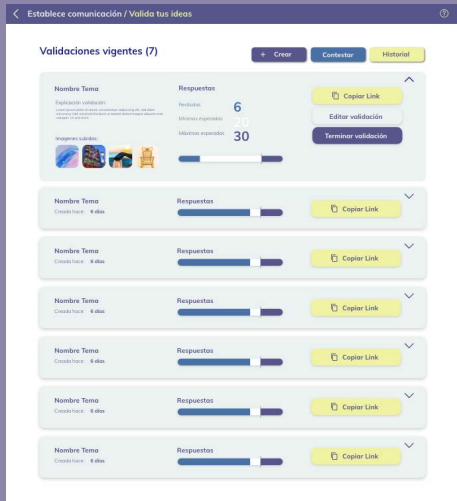 Establece comunicación / Valida tus ideas
Validaciones vigentes (7)
+ Crear
Contestar
Historial
Nombre Tema
Explicación validación:
Imagenes subidas:
Respuestas
Recibidas 6
Mínimas esperadas 20
Máximas esperadas 30
Copiar Link
Editar validación
Terminar validación
Nombre Tema
Creada hace: 6 días
Respuestas
Copiar Link
Nombre Tema
Creada hace: 6 días
Respuestas
Copiar Link
Nombre Tema
Creada hace: 6 días
Respuestas
Copiar Link
Nombre Tema
Creada hace: 6 días
Respuestas
Copiar Link
Nombre Tema
Creada hace: 6 días
Respuestas
Copiar Link
Nombre Tema
Creada hace: 6 días
Respuestas
Copiar Link